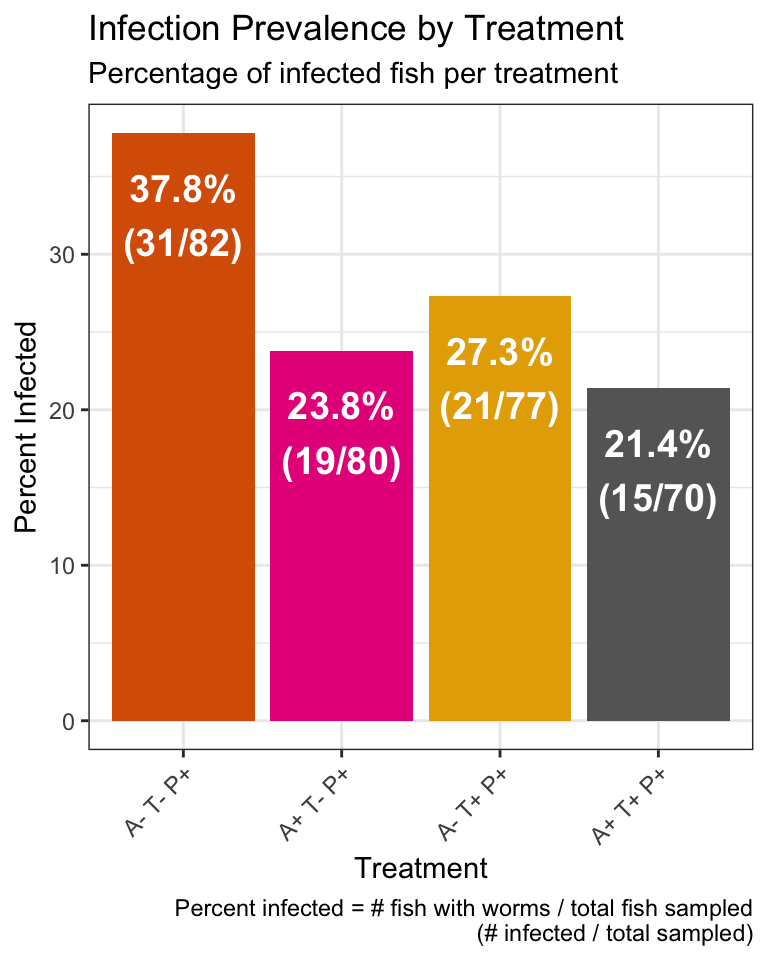 Infection Prevalence by Treatment
Percentage of infected fish per treatment
Percent Infected
30
20
10
0
37.8%
(31/82)
23.8%
(19/80)
27.3%
(21/77)
21.4%
(15/70)
A- T- P+
A+ T- P+
A- T+ P+
A+ T+ P+
Treatment
Percent infected = # fish with worms / total fish sampled
(# infected / total sampled)